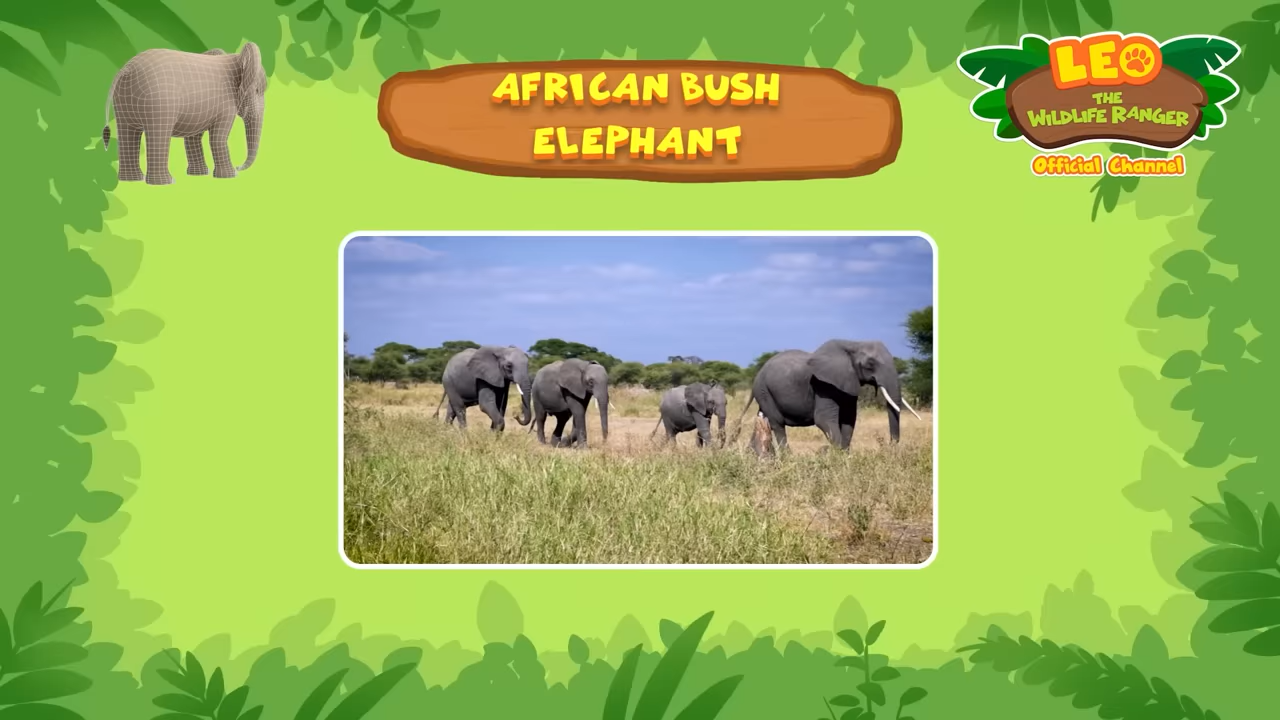 AFRICAN BUSH
ELEPHANT
LEO
THE
WILDLIFE RANGER
Official Channel